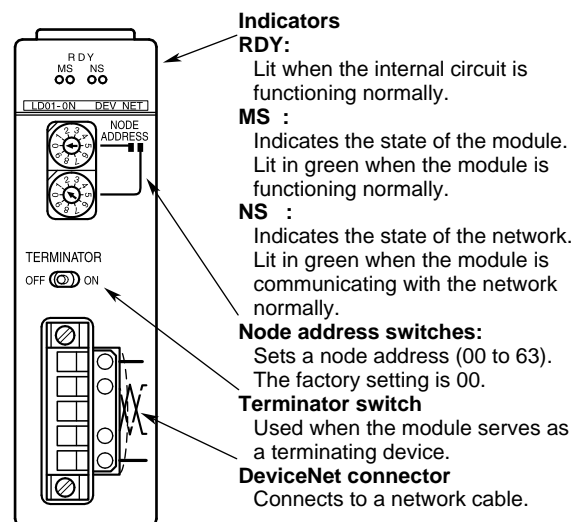 RDY
MS NS
LD01-0N DEV NET
NODE
ADDRESS
TERMINATOR
OFF ON
Indicators
RDY:
Lit when the internal circuit is
functioning normally.
MS :
Indicates the state of the module.
Lit in green when the module is
functioning normally.
NS :
Indicates the state of the network.
Lit in green when the module is
communicating with the network
normally.
Node address switches:
Sets a node address (00 to 63).
The factory setting is 00.
Terminator switch
Used when the module serves as
a terminating device.
DeviceNet connector
Connects to a network cable.